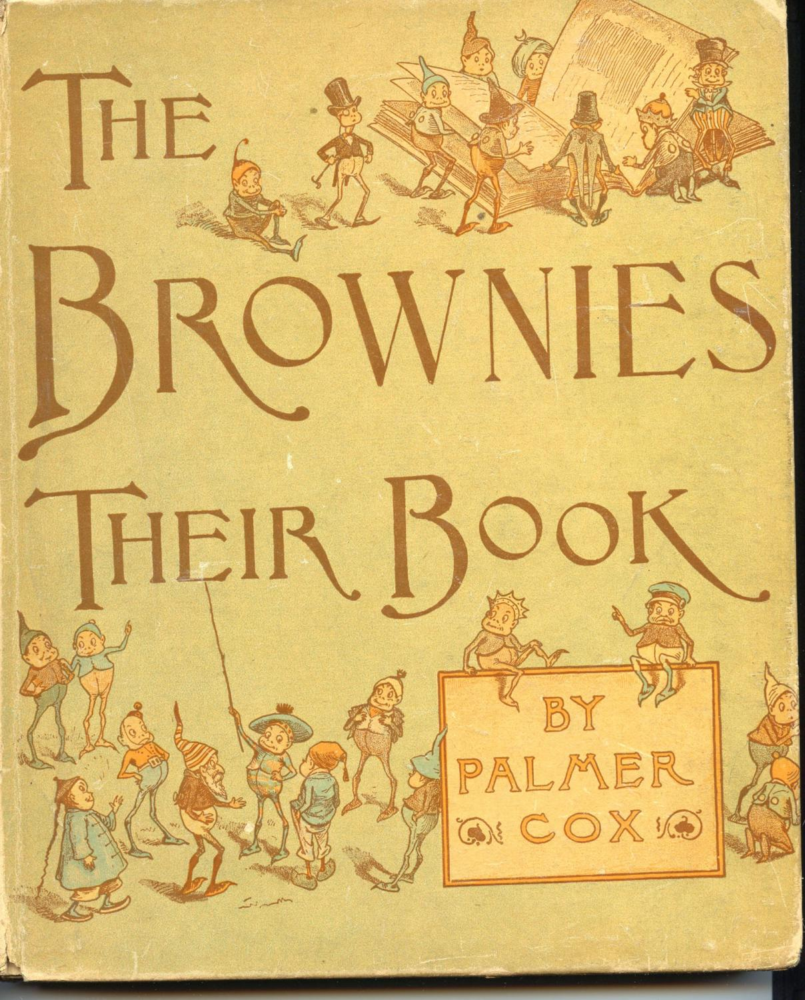 THE
BROWNIES
THEIR BOOK
BY
PALMER
COX